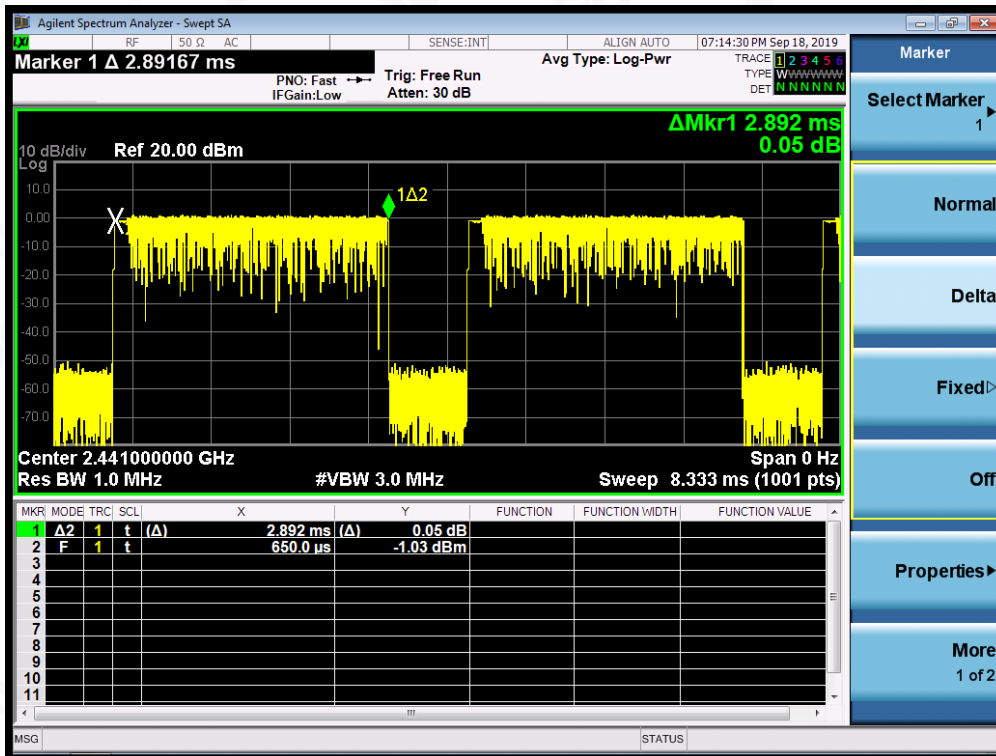 Agilent Spectrum Analyzer - Swept SA
LXI RF 50 Ω AC SENSE:INT ALIGN AUTO 07:14:30 PM Sep 18, 2019
Marker 1 Δ 2.89167 ms
PNO: Fast
IFGain:Low
Trig: Free Run
Atten: 30 dB
Avg Type: Log-Pwr
TRACE 1 2 3 4 5 6
TYPE WWWWWW
DET N N N N N N
ΔMkr1 2.892 ms
0.05 dB
10 dB/div Ref 20.00 dBm
Log
10.0
0.00
-10.0
-20.0
-30.0
-40.0
-50.0
-60.0
-70.0
1Δ2
Center 2.441000000 GHz Span 0 Hz
Res BW 1.0 MHz #VBW 3.0 MHz Sweep 8.333 ms (1001 pts)
MKR MODE TRC SCL X Y FUNCTION FUNCTION WIDTH FUNCTION VALUE
1 Δ2 1 t (Δ) 2.892 ms (Δ) 0.05 dB
2 F 1 t 650.0 µs -1.03 dBm
3
4
5
6
7
8
9
10
11
MSG STATUS
Marker
Select Marker
1
Normal
Delta
Fixed
Off
Properties
More
1 of 2